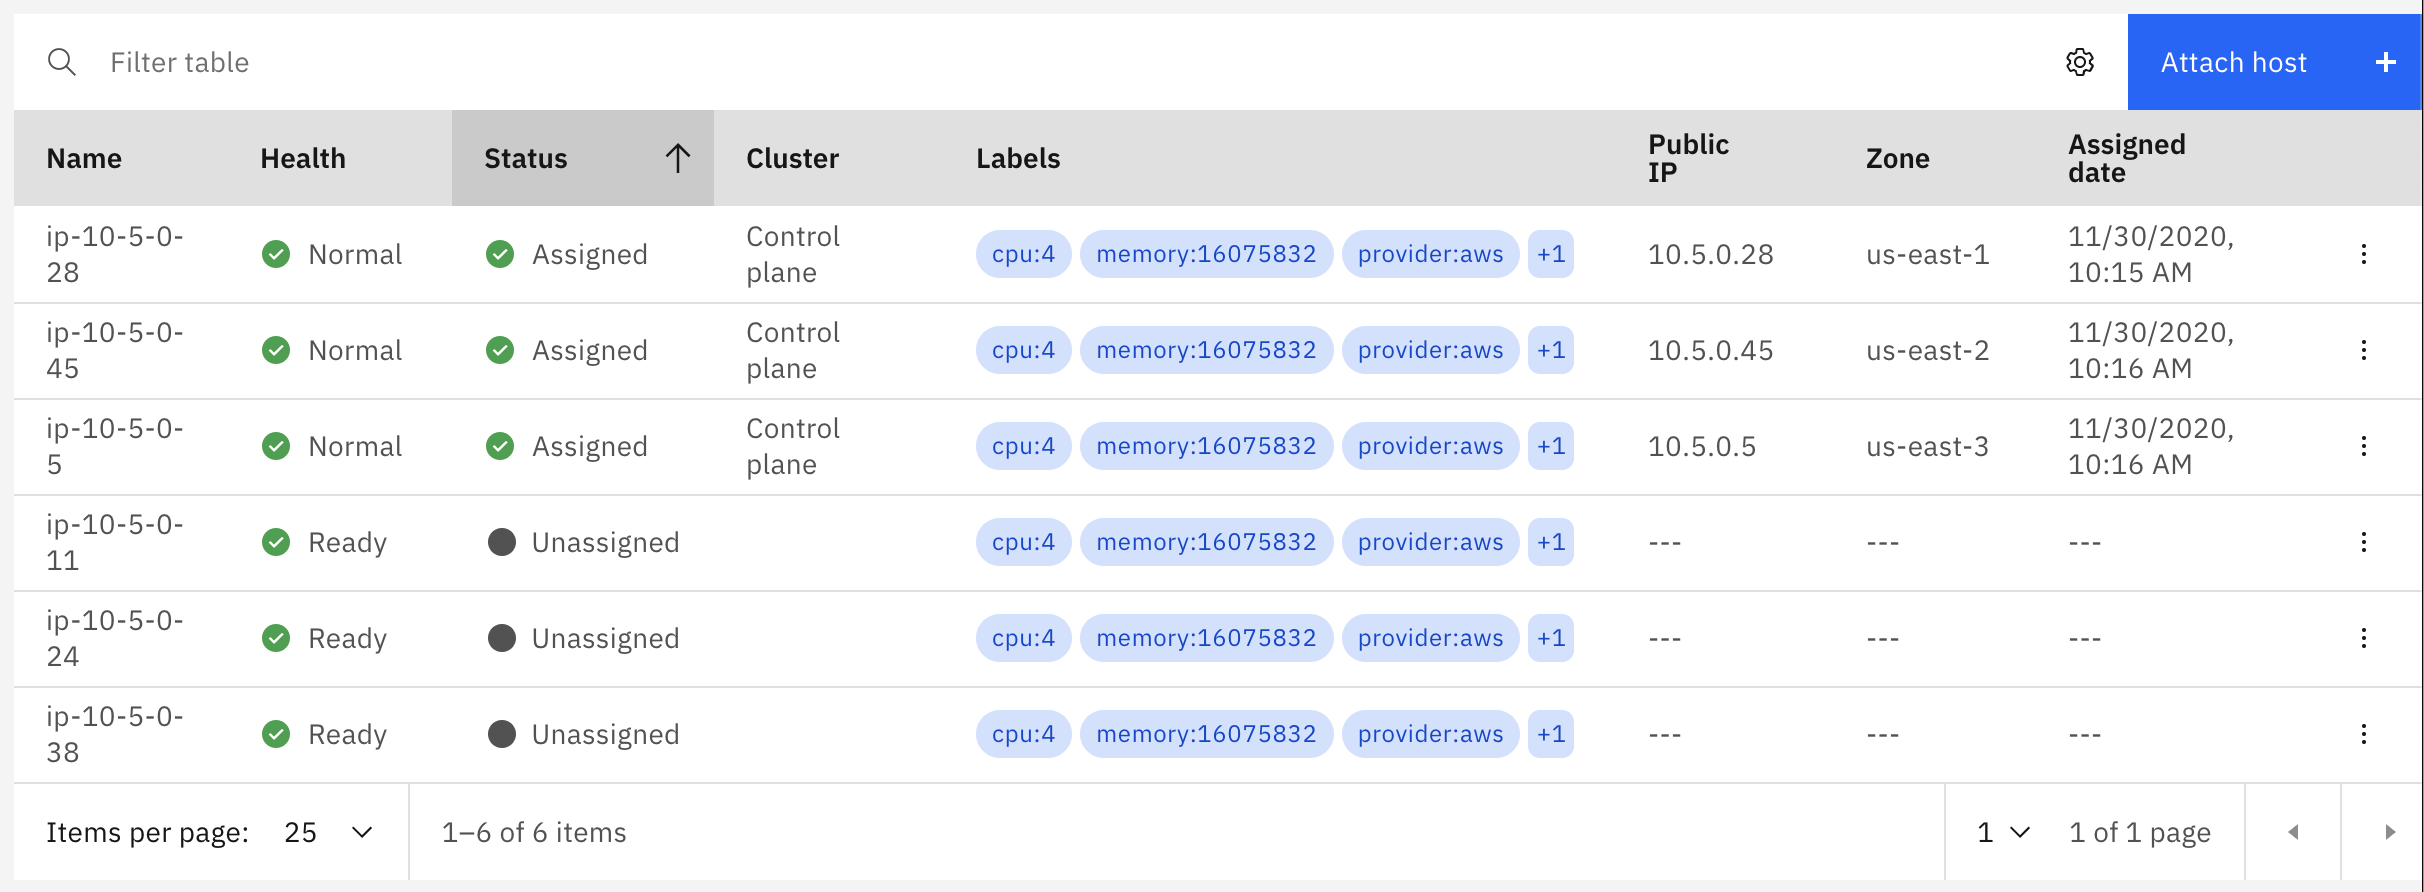 Filter table
Attach host +
Name Health Status Cluster Labels Public IP Zone Assigned date
ip-10-5-0-28 Normal Assigned Control plane cpu:4 memory:16075832 provider:aws +1 10.5.0.28 us-east-1 11/30/2020, 10:15 AM
ip-10-5-0-45 Normal Assigned Control plane cpu:4 memory:16075832 provider:aws +1 10.5.0.45 us-east-2 11/30/2020, 10:16 AM
ip-10-5-0-5 Normal Assigned Control plane cpu:4 memory:16075832 provider:aws +1 10.5.0.5 us-east-3 11/30/2020, 10:16 AM
ip-10-5-0-11 Ready Unassigned cpu:4 memory:16075832 provider:aws +1 --- --- ---
ip-10-5-0-24 Ready Unassigned cpu:4 memory:16075832 provider:aws +1 --- --- ---
ip-10-5-0-38 Ready Unassigned cpu:4 memory:16075832 provider:aws +1 --- --- ---
Items per page: 25 1–6 of 6 items 1 1 of 1 page